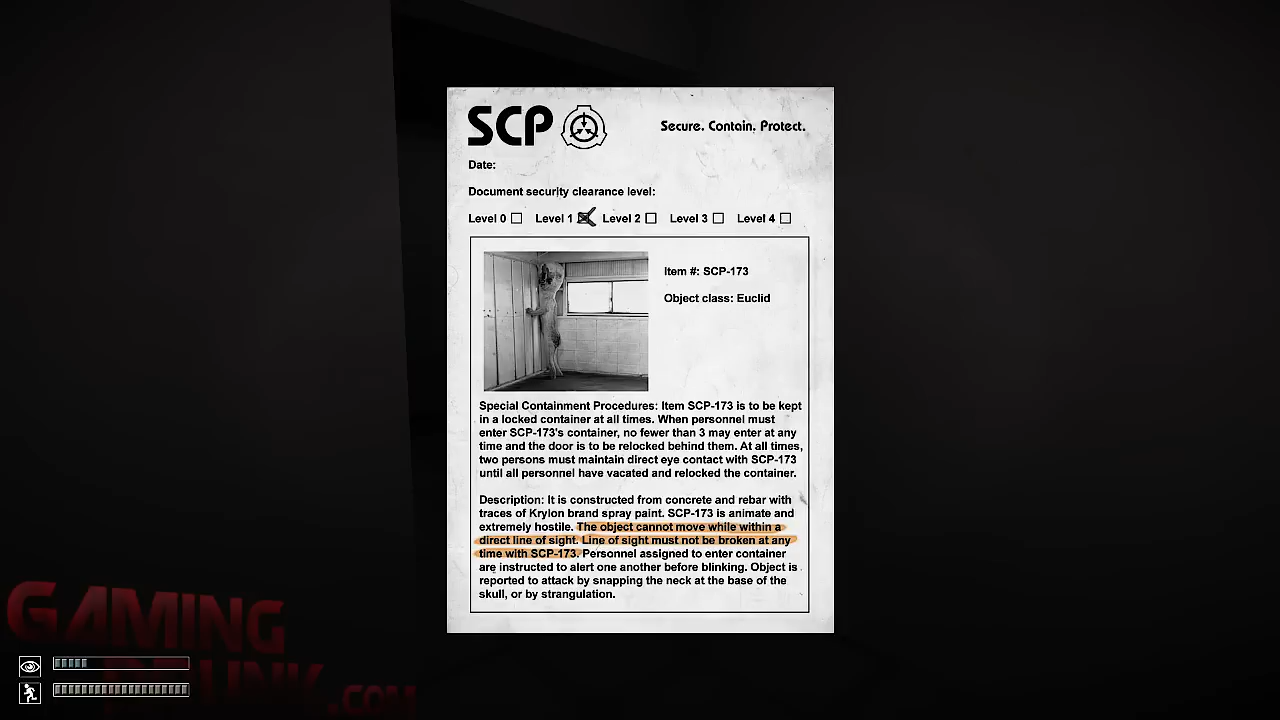 SCP
Secure. Contain. Protect.
Date:
Document security clearance level:
Level 0 Level 1 Level 2 Level 3 Level 4
Item #: SCP-173
Object class: Euclid
Special Containment Procedures: Item SCP-173 is to be kept
in a locked container at all times. When personnel must
enter SCP-173's container, no fewer than 3 may enter at any
time and the door is to be relocked behind them. At all times,
two persons must maintain direct eye contact with SCP-173
until all personnel have vacated and relocked the container.
Description: It is constructed from concrete and rebar with
traces of Krylon brand spray paint. SCP-173 is animate and
extremely hostile. The object cannot move while within a
direct line of sight. Line of sight must not be broken at any
time with SCP-173. Personnel assigned to enter container
are instructed to alert one another before blinking. Object is
reported to attack by snapping the neck at the base of the
skull, or by strangulation.
GAMING
.COM